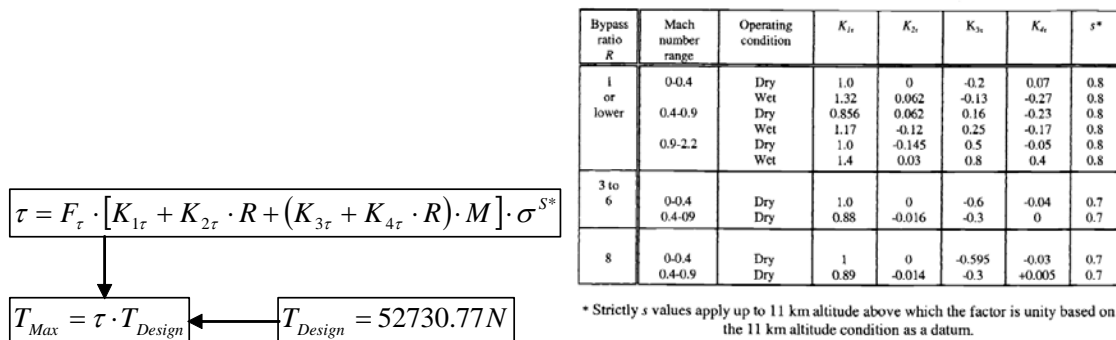 τ = F_τ · [K_1τ + K_2τ · R + (K_3τ + K_4τ · R) · M] · σ^S*
T_Max = τ · T_Design
T_Design = 52730.77N
Bypass ratio R | Mach number range | Operating condition | K_1τ | K_2τ | K_3τ | K_4τ | s*
1 | 0-0.4 | Dry | 1.0 | 0 | -0.2 | 0.07 | 0.8
or | Wet | 1.32 | 0.062 | -0.13 | -0.27 | 0.8
lower | 0.4-0.9 | Dry | 0.856 | 0.062 | 0.16 | -0.23 | 0.8
Wet | 1.17 | -0.12 | 0.25 | -0.17 | 0.8
0.9-2.2 | Dry | 1.0 | -0.145 | 0.5 | -0.05 | 0.8
Wet | 1.4 | 0.03 | 0.8 | 0.4 | 0.8
3 to
6 | 0-0.4 | Dry | 1.0 | 0 | -0.6 | -0.04 | 0.7
0.4-09 | Dry | 0.88 | -0.016 | -0.3 | 0 | 0.7
8 | 0-0.4 | Dry | 1 | 0 | -0.595 | -0.03 | 0.7
0.4-0.9 | Dry | 0.89 | -0.014 | -0.3 | +0.005 | 0.7
* Strictly s values apply up to 11 km altitude above which the factor is unity based on
the 11 km altitude condition as a datum.